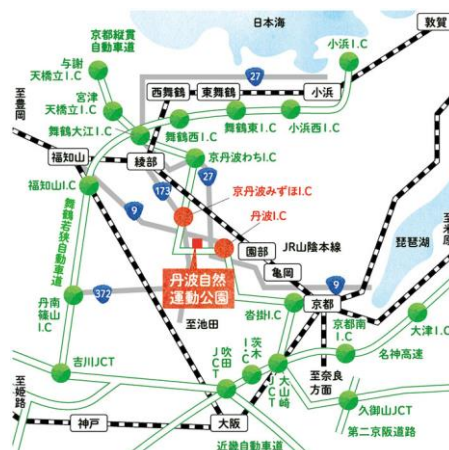 日本海
敦賀
京都縦貫
自動車道
小浜I.C
与謝
天橋立I.C
27
西舞鶴
東舞鶴
小浜
宮津
天橋立I.C
至豊岡
舞鶴大江I.C
舞鶴西I.C
舞鶴東I.C
小浜西I.C
福知山
綾部
京丹波わちI.C
27
173
福知山I.C
京丹波みずほI.C
9
丹波I.C
舞鶴若狭自動車道
園部
JR山陰本線
至米原
琵琶湖
亀岡
丹波自然
運動公園
9
372
丹南
篠山
I.C
至池田
沓掛I.C
京都
京都南
I.C
大津I.C
名神高速
吉川JCT
吹田
JCT
茨木
I.C
大山崎
JCT
至奈良
方面
至姫路
久御山JCT
神戸
大阪
第二京阪道路
近畿自動車道